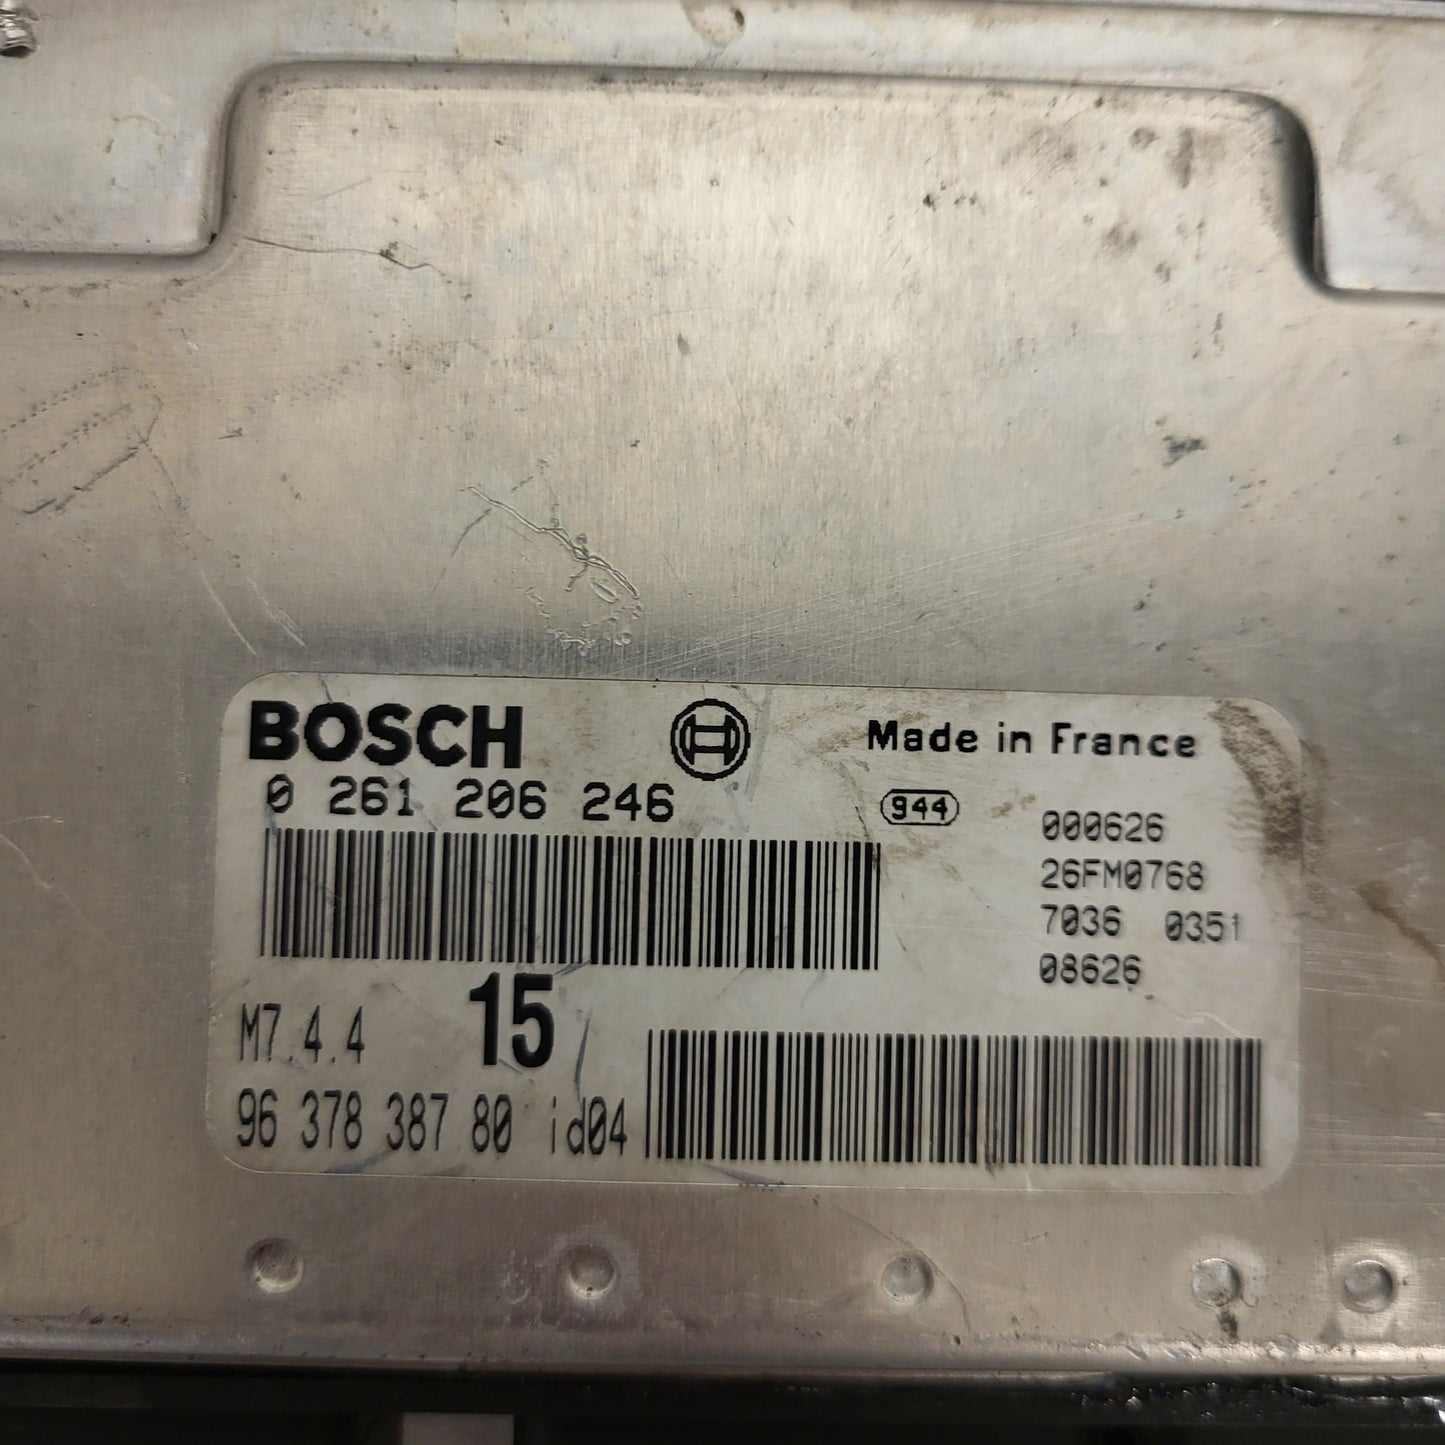 BOSCH
Made in France
0 261 206 246
944
000626
26FM0768
7036 0351
08626
15
M7.4.4
96 378 387 80 id04